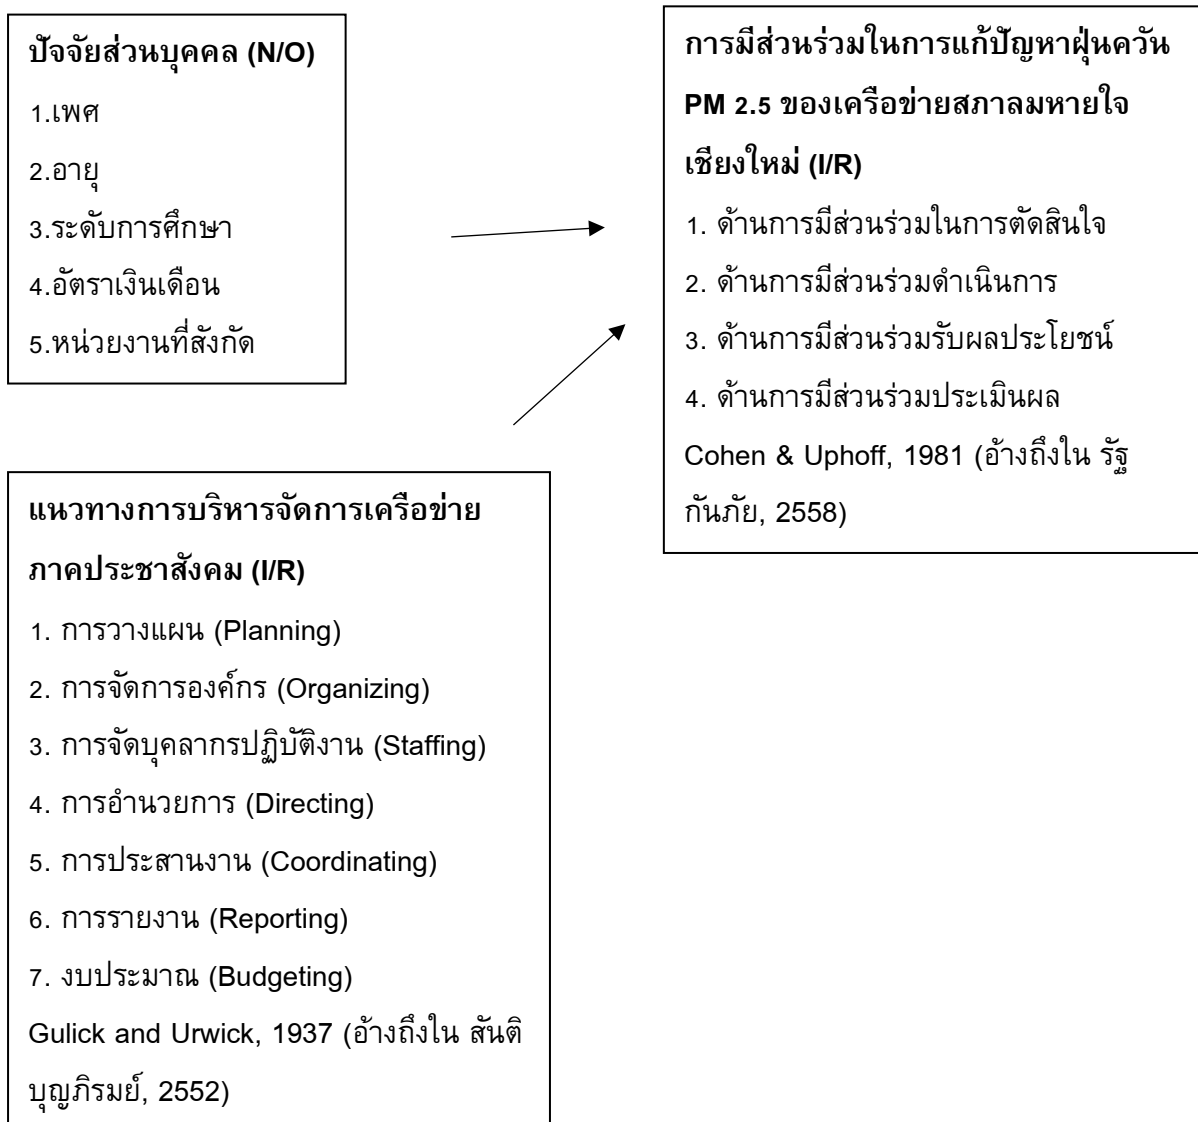 ปัจจัยส่วนบุคคล (N/O)
1.เพศ
2.อายุ
3.ระดับการศึกษา
4.อัตราเงินเดือน
5.หน่วยงานที่สังกัด
การมีส่วนร่วมในการแก้ปัญหาฝุ่นควัน
PM 2.5 ของเครือข่ายสภาลมหายใจ
เชียงใหม่ (I/R)
1. ด้านการมีส่วนร่วมในการตัดสินใจ
2. ด้านการมีส่วนร่วมดำเนินการ
3. ด้านการมีส่วนร่วมรับผลประโยชน์
4. ด้านการมีส่วนร่วมประเมินผล
Cohen & Uphoff, 1981 (อ้างถึงใน รัฐ
กันภัย, 2558)
แนวทางการบริหารจัดการเครือข่าย
ภาคประชาสังคม (I/R)
1. การวางแผน (Planning)
2. การจัดการองค์กร (Organizing)
3. การจัดบุคลากรปฏิบัติงาน (Staffing)
4. การอำนวยการ (Directing)
5. การประสานงาน (Coordinating)
6. การรายงาน (Reporting)
7. งบประมาณ (Budgeting)
Gulick and Urwick, 1937 (อ้างถึงใน สันติ
บุญภิรมย์, 2552)